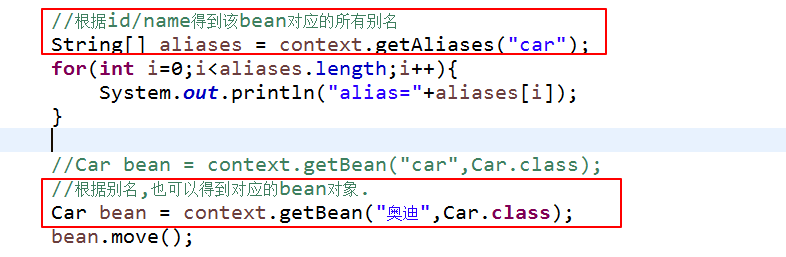 //根据id/name得到该bean对应的所有别名
String[] aliases = context.getAliases("car");
for(int i=0;i<aliases.length;i++){
    System.out.println("alias="+aliases[i]);
}
//Car bean = context.getBean("car",Car.class);
//根据别名,也可以得到对应的bean对象.
Car bean = context.getBean("奥迪",Car.class);
bean.move();